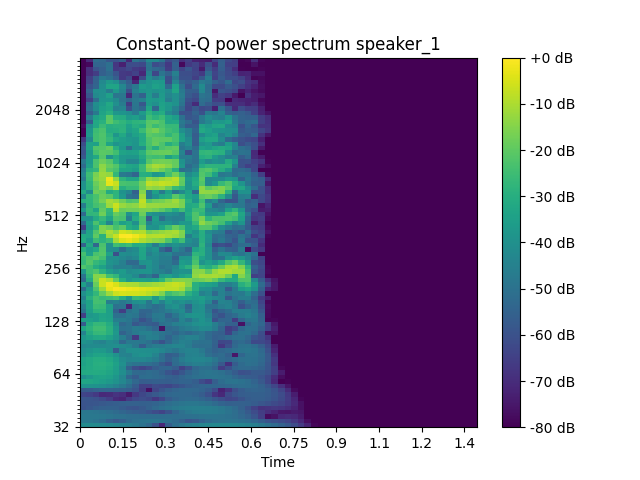 Constant-Q power spectrum speaker_1
Hz
2048
1024
512
256
128
64
32
0 0.15 0.3 0.45 0.6 0.75 0.9 1.1 1.2 1.4
Time
+0 dB
-10 dB
-20 dB
-30 dB
-40 dB
-50 dB
-60 dB
-70 dB
-80 dB